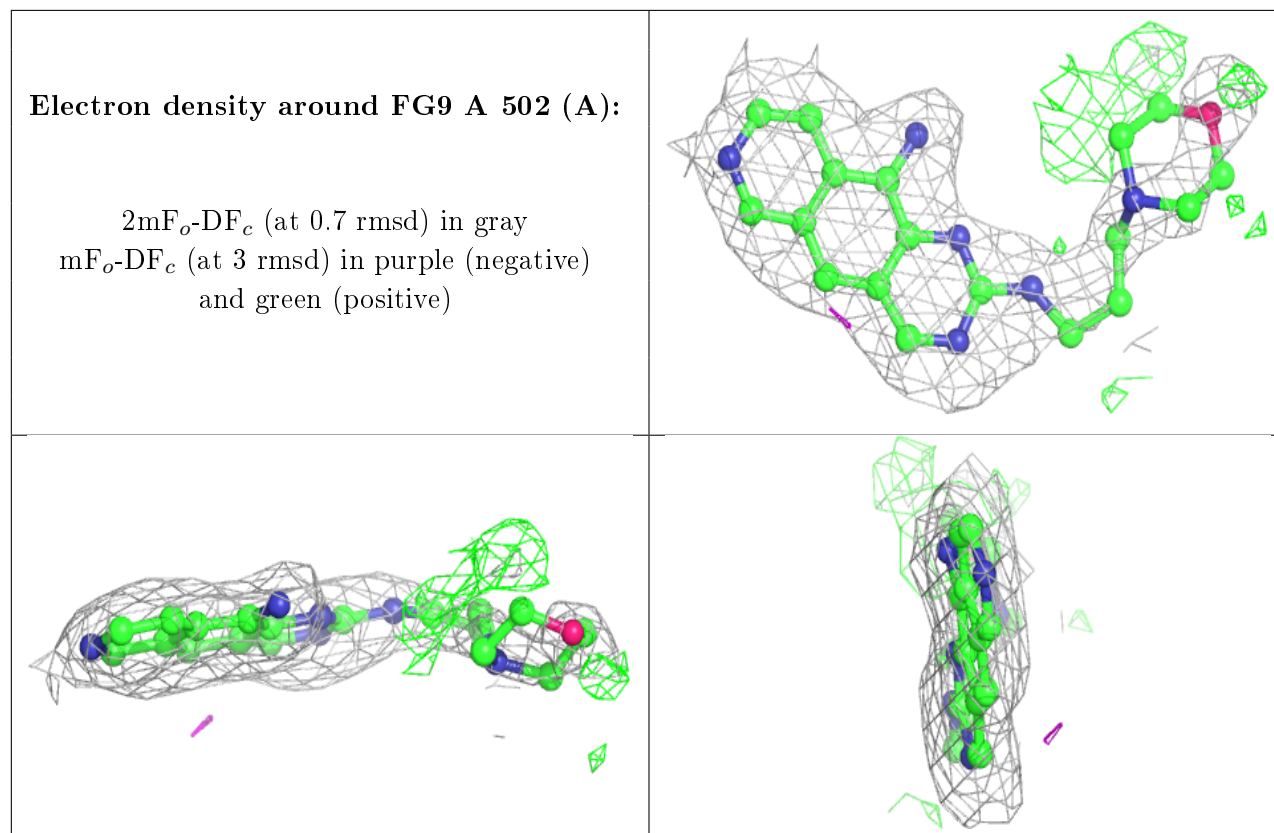 Electron density around FG9 A 502 (A):
2mFo-DFc (at 0.7 rmsd) in gray
mFo-DFc (at 3 rmsd) in purple (negative)
and green (positive)